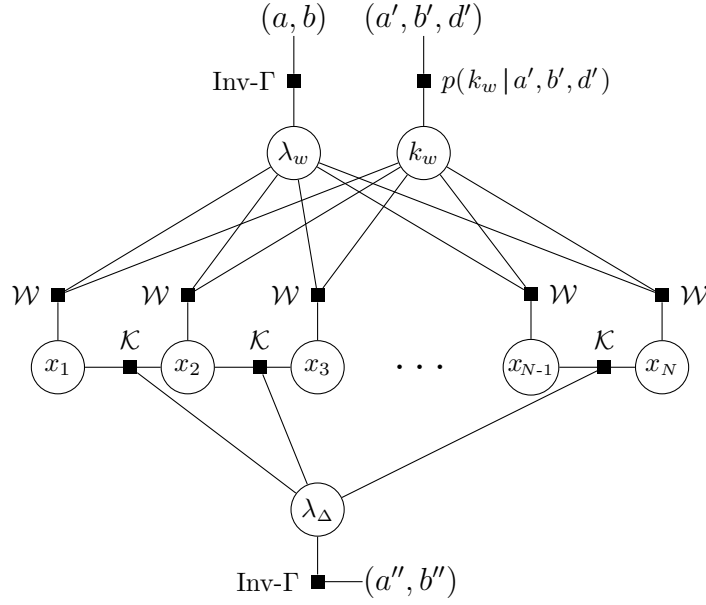 (a, b) (a′, b′, d′)
Inv-Γ p(k_w | a′, b′, d′)
λ_w k_w
𝒲 𝒲 𝒲 𝒲 𝒲
𝒦 𝒦 𝒦
x_1 x_2 x_3 · · · x_{N-1} x_N
λ_Δ
Inv-Γ (a″, b″)